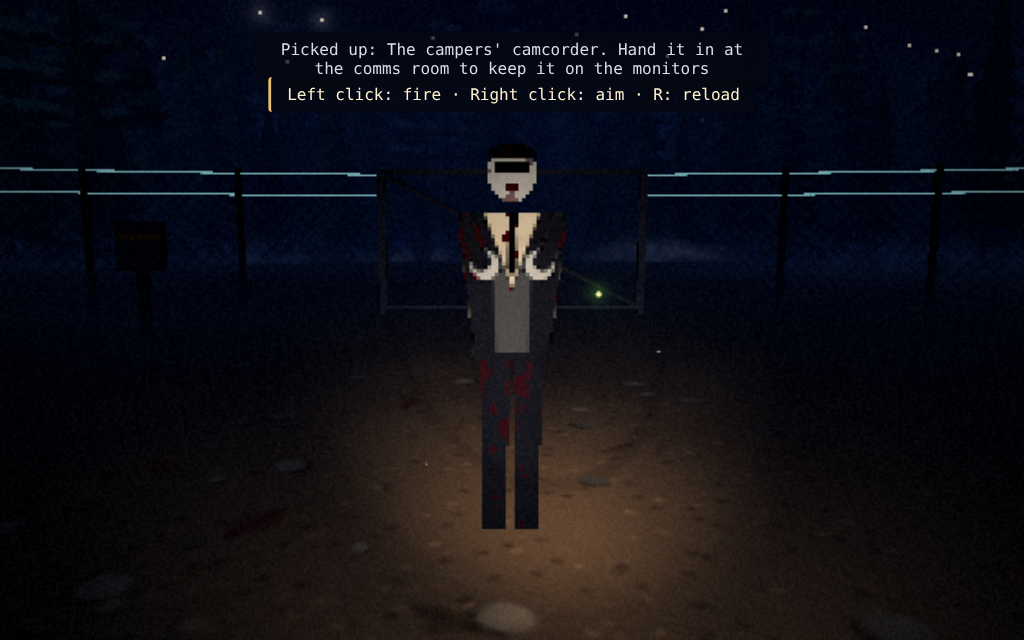 Picked up: The campers' camcorder. Hand it in at
the comms room to keep it on the monitors
Left click: fire · Right click: aim · R: reload